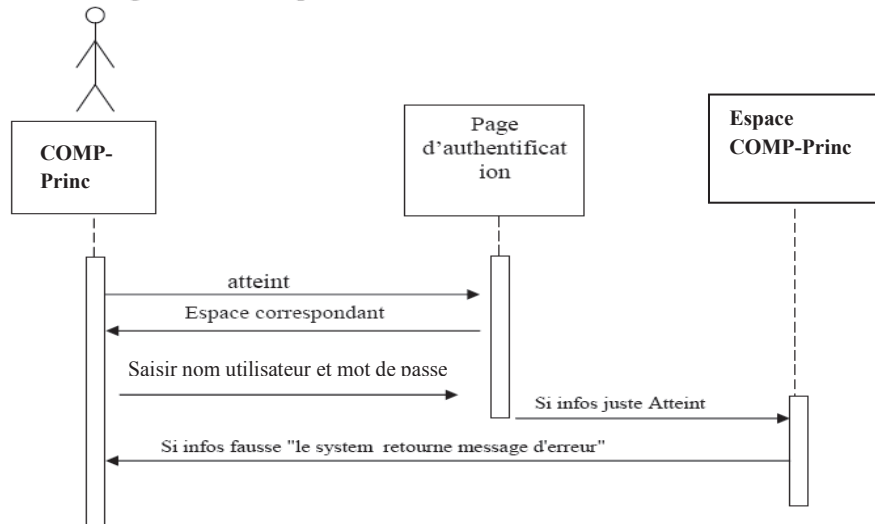 COMP-
Princ
Page
d'authentificat
ion
Espace
COMP-Princ
atteint
Espace correspondant
Saisir nom utilisateur et mot de passe
Si infos juste Atteint
Si infos fausse "le system retourne message d'erreur"